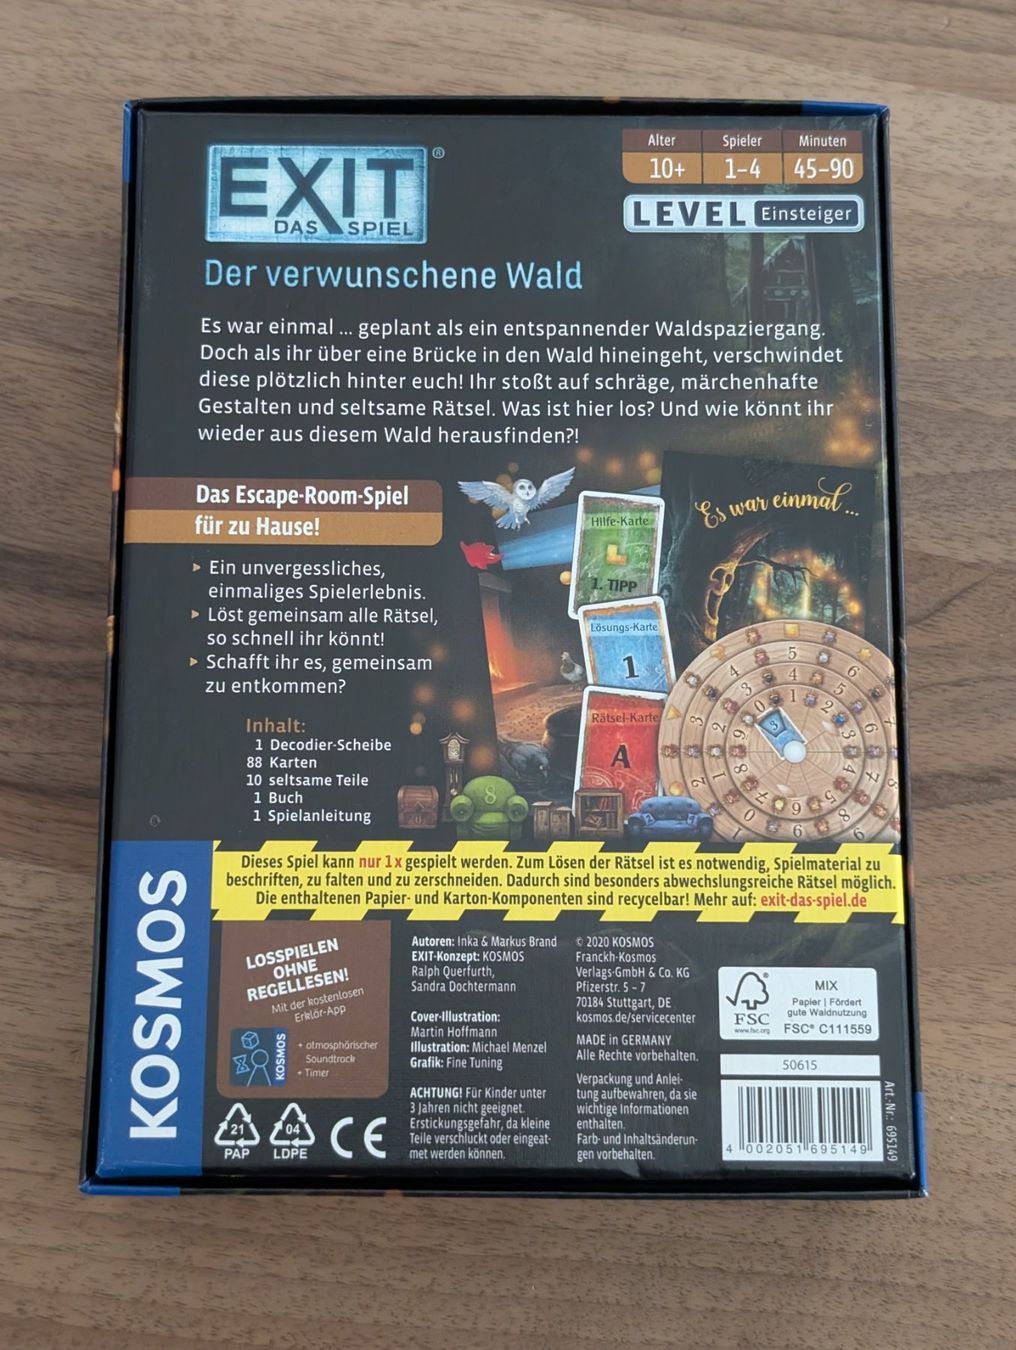 EXIT®
DAS SPIEL
Alter
10+
Spieler
1–4
Minuten
45–90
LEVEL Einsteiger
Der verwunschene Wald
Es war einmal ... geplant als ein entspannender Waldspaziergang.
Doch als ihr über eine Brücke in den Wald hineingeht, verschwindet
diese plötzlich hinter euch! Ihr stoßt auf schräge, märchenhafte
Gestalten und seltsame Rätsel. Was ist hier los? Und wie könnt ihr
wieder aus diesem Wald herausfinden?!
Das Escape-Room-Spiel
für zu Hause!
Ein unvergessliches,
einmaliges Spielerlebnis.
Löst gemeinsam alle Rätsel,
so schnell ihr könnt!
Schafft ihr es, gemeinsam
zu entkommen?
Inhalt:
1 Decodier-Scheibe
88 Karten
10 seltsame Teile
1 Buch
1 Spielanleitung
Hilfe-Karte
1. TIPP
Lösungs-Karte
1
Rätsel-Karte
A
Es war einmal ...
8
Dieses Spiel kann nur 1 x gespielt werden. Zum Lösen der Rätsel ist es notwendig, Spielmaterial zu
beschriften, zu falten und zu zerschneiden. Dadurch sind besonders abwechslungsreiche Rätsel möglich.
Die enthaltenen Papier- und Karton-Komponenten sind recycelbar! Mehr auf: exit-das-spiel.de
KOSMOS
LOSSPIELEN
OHNE
REGELLESEN!
Mit der kostenlosen
Erklär-App
KOSMOS
+ atmosphärischer
Soundtrack
+ Timer
21
PAP
04
LDPE
CE
Autoren: Inka & Markus Brand
EXIT-Konzept: KOSMOS
Ralph Querfurth,
Sandra Dochtermann
Cover-Illustration:
Martin Hoffmann
Illustration: Michael Menzel
Grafik: Fine Tuning
ACHTUNG! Für Kinder unter
3 Jahren nicht geeignet.
Erstickungsgefahr, da kleine
Teile verschluckt oder eingeat-
met werden können.
© 2020 KOSMOS
Franckh-Kosmos
Verlags-GmbH & Co. KG
Pfizerstr. 5 – 7
70184 Stuttgart, DE
kosmos.de/servicecenter
MADE in GERMANY
Alle Rechte vorbehalten.
Verpackung und Anlei-
tung aufbewahren, da sie
wichtige Informationen
enthalten.
Farb- und Inhaltsänderun-
gen vorbehalten.
FSC
www.fsc.org
MIX
Papier | Fördert
gute Waldnutzung
FSC® C111559
50615
4 002051 695149
Art.-Nr.: 695149